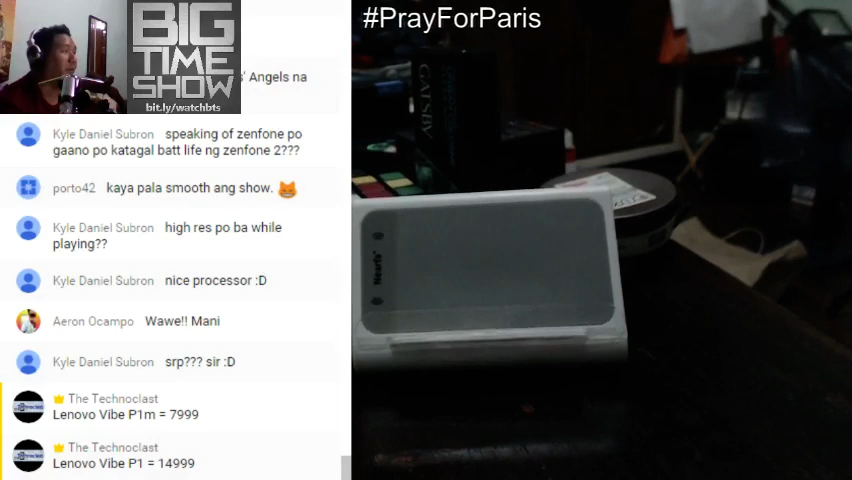 BIG
TIME
SHOW
bit.ly/watchbts
#PrayForParis
s' Angels na
Kyle Daniel Subron speaking of zenfone po
gaano po katagal batt life ng zenfone 2???
porto42 kaya pala smooth ang show.
Kyle Daniel Subron high res po ba while
playing??
Kyle Daniel Subron nice processor :D
Aeron Ocampo Wawe!! Mani
Kyle Daniel Subron srp??? sir :D
The Technoclast
Lenovo Vibe P1m = 7999
The Technoclast
Lenovo Vibe P1 = 14999
GATSBY